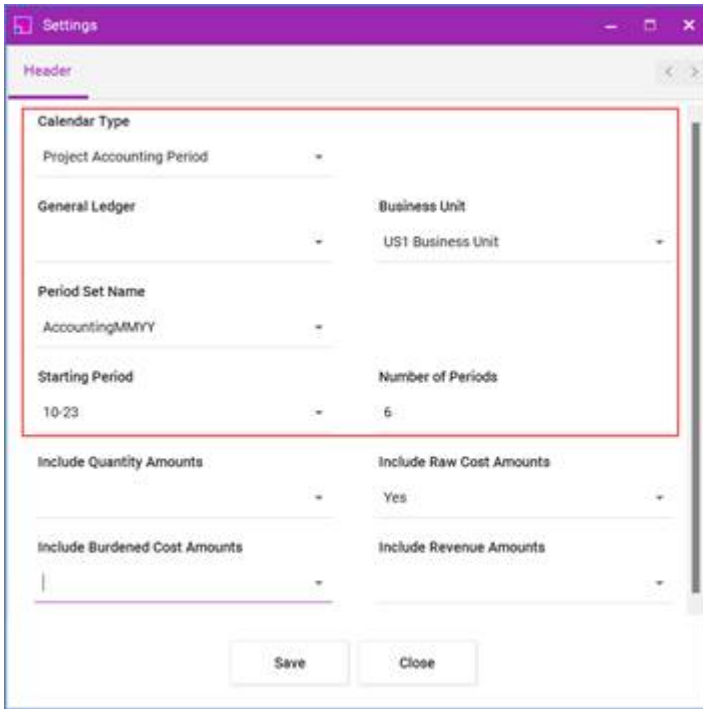 Settings
Header
Calendar Type
Project Accounting Period
General Ledger Business Unit
US1 Business Unit
Period Set Name
AccountingMMYY
Starting Period Number of Periods
10-23 6
Include Quantity Amounts Include Raw Cost Amounts
Yes
Include Burdened Cost Amounts Include Revenue Amounts
Save Close